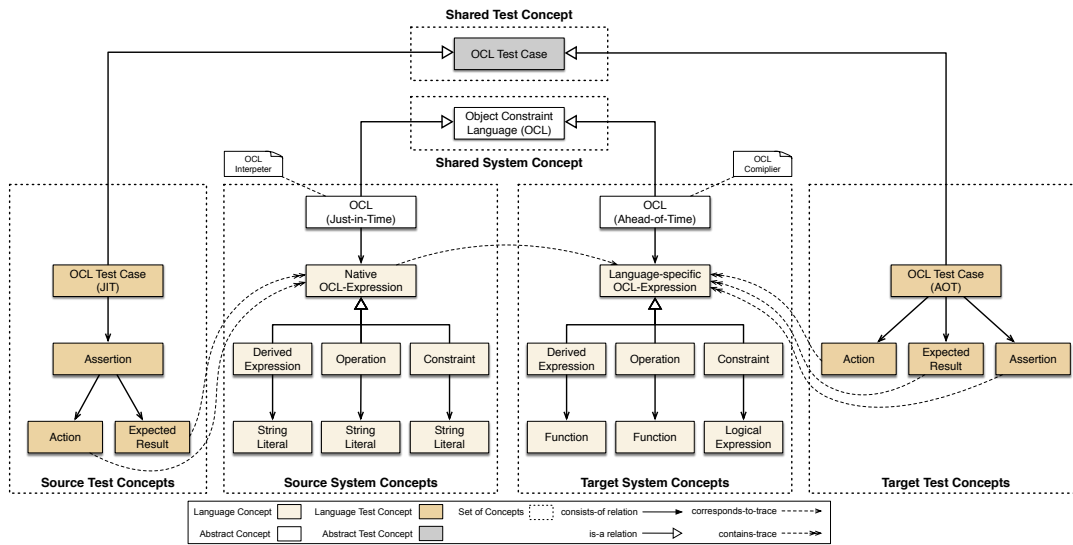 Shared Test Concept
OCL Test Case
Object Constraint
Language (OCL)
Shared System Concept
OCL
Interpeter
OCL
Comiplier
OCL
(Just-in-Time)
OCL
(Ahead-of-Time)
OCL Test Case
(JIT)
Native
OCL-Expression
Language-specific
OCL-Expression
OCL Test Case
(AOT)
Assertion
Derived
Expression
Operation
Constraint
Derived
Expression
Operation
Constraint
Action
Expected
Result
Assertion
Action
Expected
Result
String
Literal
String
Literal
String
Literal
Function
Function
Logical
Expression
Source Test Concepts
Source System Concepts
Target System Concepts
Target Test Concepts
Language Concept
Language Test Concept
Set of Concepts
consists-of relation
corresponds-to-trace
Abstract Concept
Abstract Test Concept
is-a relation
contains-trace